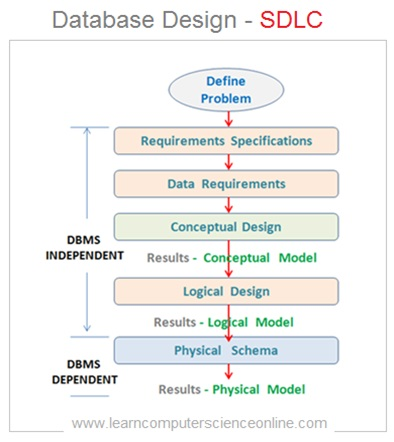 Database Design - SDLC
Define
Problem
Requirements Specifications
Data Requirements
Conceptual Design
DBMS
INDEPENDENT
Results - Conceptual Model
Logical Design
Results - Logical Model
Physical Schema
DBMS
DEPENDENT
Results - Physical Model
www.learncomputerscienceonline.com